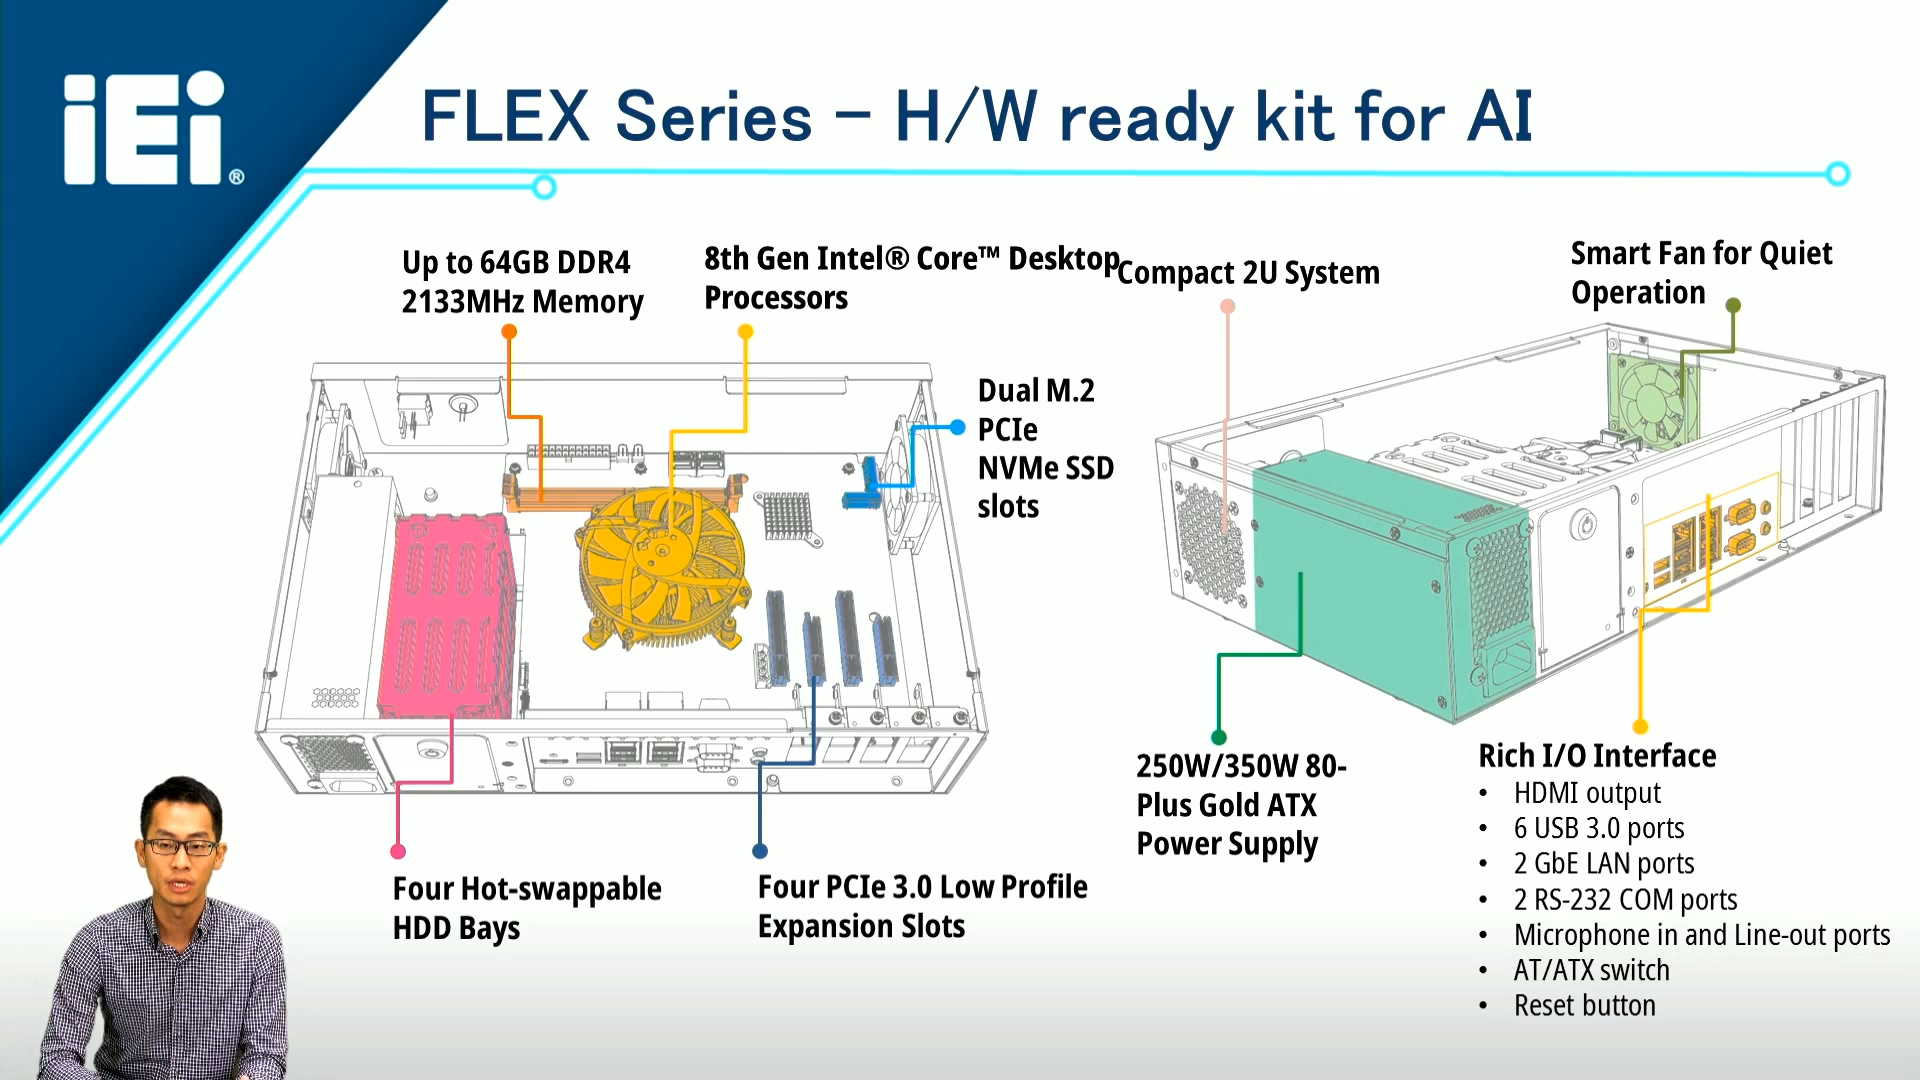 iEi®
FLEX Series – H/W ready kit for AI
Up to 64GB DDR4
2133MHz Memory
8th Gen Intel® Core™ Desktop
Processors
Compact 2U System
Smart Fan for Quiet
Operation
Dual M.2
PCIe
NVMe SSD
slots
250W/350W 80-
Plus Gold ATX
Power Supply
Four Hot-swappable
HDD Bays
Four PCIe 3.0 Low Profile
Expansion Slots
Rich I/O Interface
• HDMI output
• 6 USB 3.0 ports
• 2 GbE LAN ports
• 2 RS-232 COM ports
• Microphone in and Line-out ports
• AT/ATX switch
• Reset button